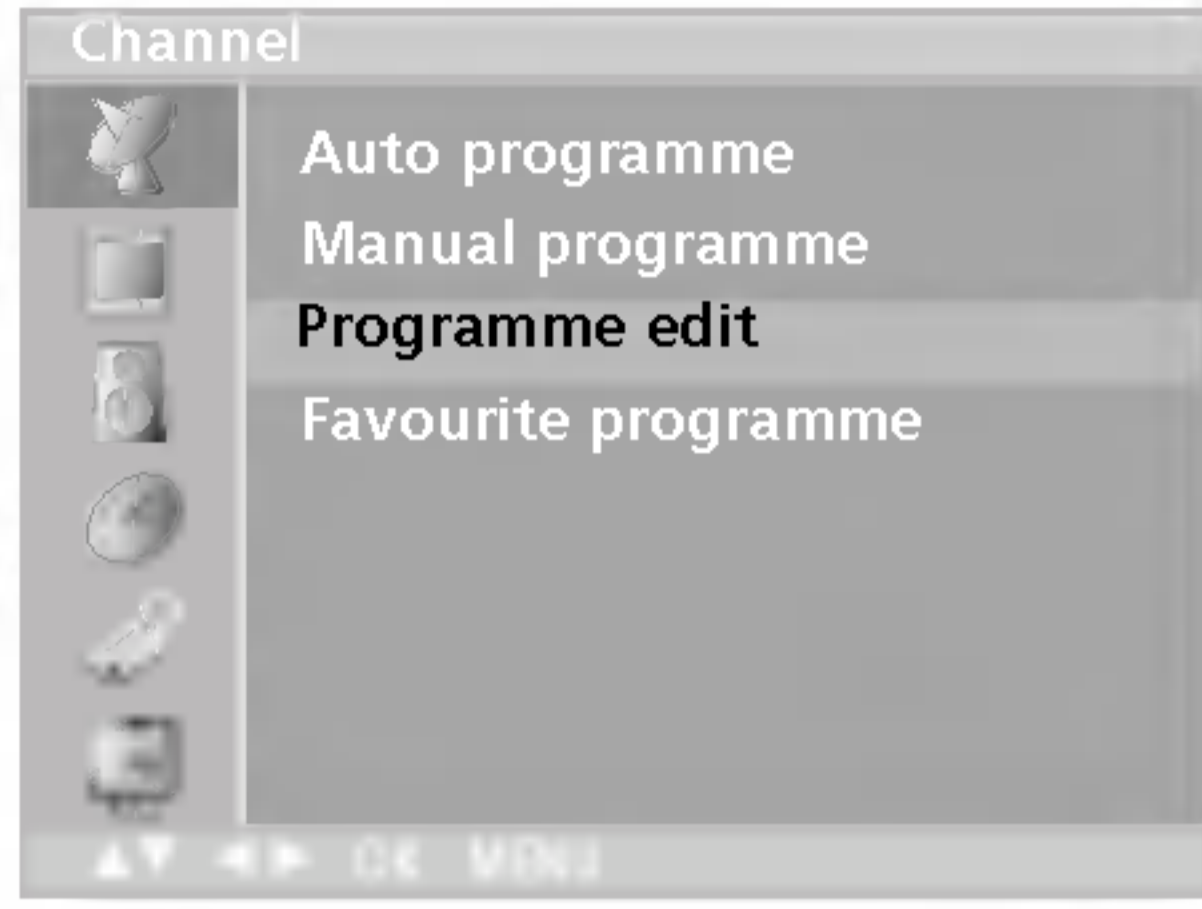 Channel
Auto programme
Manual programme
Programme edit
Favourite programme
▲▼ ◀▶ OK MENU